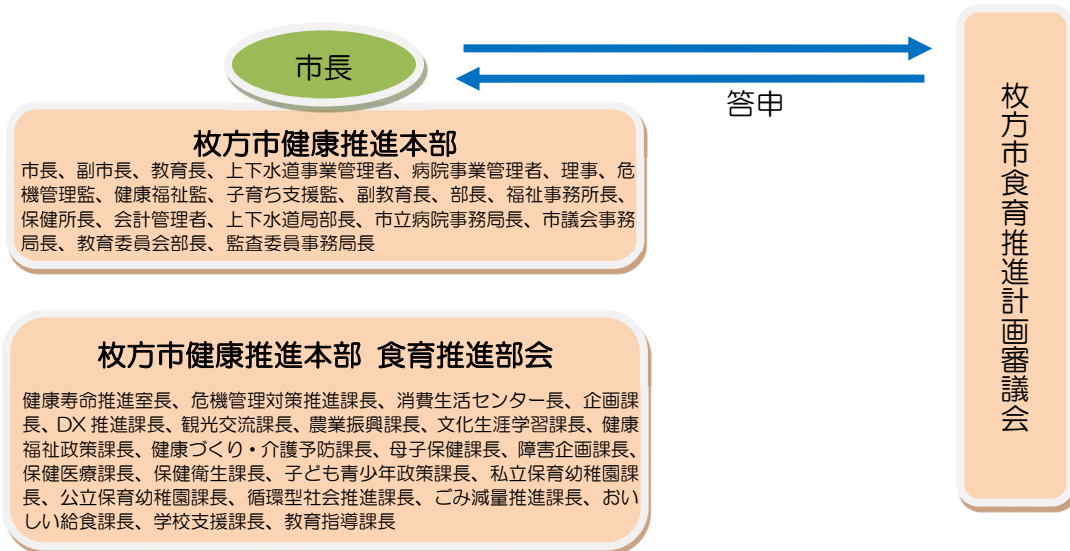 市長
答申
枚方市健康推進本部
市長、副市長、教育長、上下水道事業管理者、病院事業管理者、理事、危
機管理監、健康福祉監、子育ち支援監、副教育長、部長、福祉事務所長、
保健所長、会計管理者、上下水道局部長、市立病院事務局長、市議会事務
局長、教育委員会部長、監査委員事務局長
枚方市健康推進本部 食育推進部会
健康寿命推進室長、危機管理対策推進課長、消費生活センター長、企画課
長、DX 推進課長、観光交流課長、農業振興課長、文化生涯学習課長、健康
福祉政策課長、健康づくり・介護予防課長、母子保健課長、障害企画課長、
保健医療課長、保健衛生課長、子ども青少年政策課長、私立保育幼稚園課
長、公立保育幼稚園課長、循環型社会推進課長、ごみ減量推進課長、おい
しい給食課長、学校支援課長、教育指導課長
枚方市食育推進計画審議会